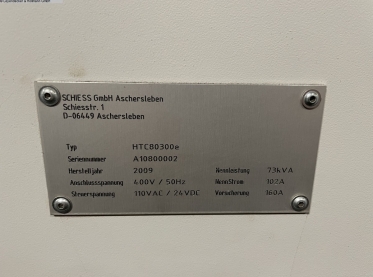 SCHIESS GmbH Aschersleben
Schiesstr. 1
D-06449 Aschersleben
Typ HTC80300e
Seriennummer A10800002
Herstelljahr 2009 Nennleistung 73kVA
Anschlussspannung 400V / 50Hz NennStrom 102A
Steuerspannung 110VAC / 24VDC Vorsicherung 160A